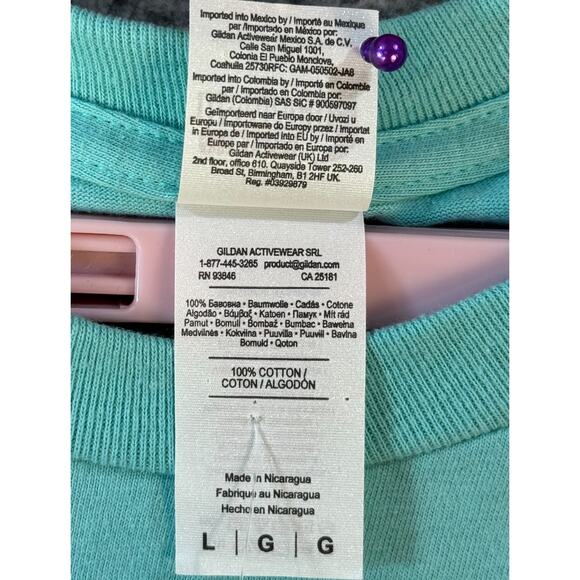 Imported into Mexico by / Importé au Mexique
par / Importado en México por:
Gildan Activewear Mexico S.A. de C.V.
Calle San Miguel 1001,
Colonia El Pueblo Monclova,
Coahuila 25730RFC: GAM-050502-JA8
Imported into Colombia by / Importé en Colombie
par / Importado en Colombia por:
Gildan (Colombia) SAS SIC # 900597097
Geïmporteerd naar Europa door / Uvozi u
Europu / Importowane do Europy przez / Importat
in Europa de / Imported into EU by / Importé en
Europe par / Importado en Europa por:
Gildan Activewear (UK) Ltd
2nd floor, office 610. Quayside Tower 252-260
Broad St, Birmingham, B1 2HF UK.
Reg. #03929879
GILDAN ACTIVEWEAR SRL
1-877-445-3265 product@gildan.com
RN 93846 CA 25181
100% Бавовна • Baumwolle • Cadás • Cotone
Algodão • Βάμβαξ • Katoen • Памук • Mít rád
Pamut • Bomuli • Bombaž • Bumbac • Bawełna
Medvilnės • Kokvilna • Puuvilla • Puuvill • Bavlna
Bomuld • Qoton
100% COTTON /
COTON / ALGODÓN
Made in Nicaragua
Fabriqué au Nicaragua
Hecho en Nicaragua
L | G | G